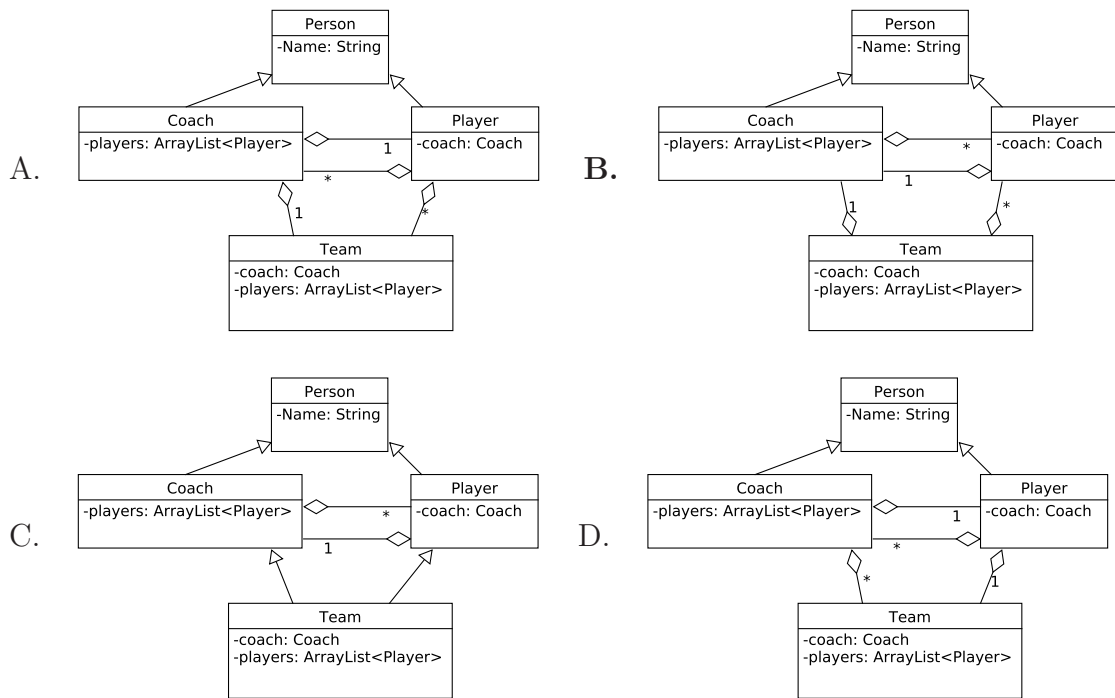 A.
Person
-Name: String
Coach
-players: ArrayList<Player>
Player
-coach: Coach
1
*
1
*
Team
-coach: Coach
-players: ArrayList<Player>
B.
Person
-Name: String
Coach
-players: ArrayList<Player>
Player
-coach: Coach
*
1
1
*
Team
-coach: Coach
-players: ArrayList<Player>
C.
Person
-Name: String
Coach
-players: ArrayList<Player>
Player
-coach: Coach
*
1
Team
-coach: Coach
-players: ArrayList<Player>
D.
Person
-Name: String
Coach
-players: ArrayList<Player>
Player
-coach: Coach
1
*
*
1
Team
-coach: Coach
-players: ArrayList<Player>